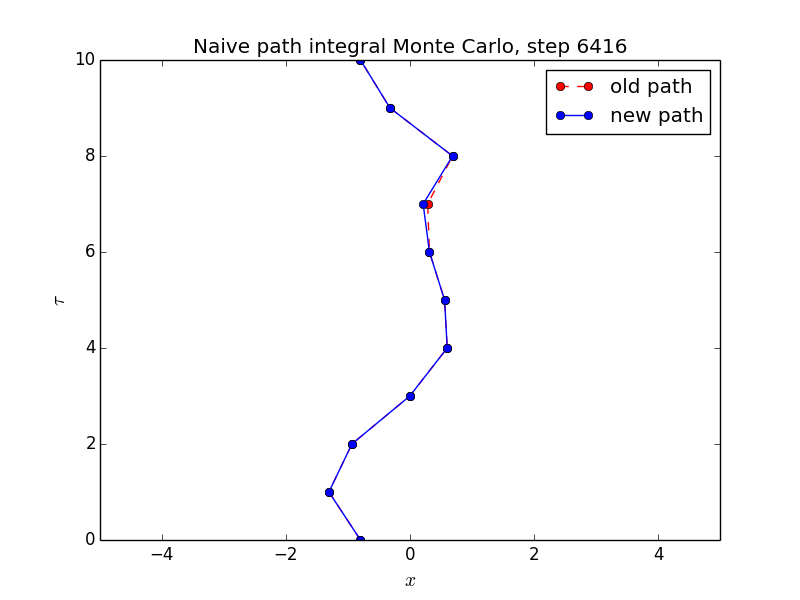 Naive path integral Monte Carlo, step 6416
10
old path
new path
8
6
τ
4
2
0
−4
−2
0
2
4
x